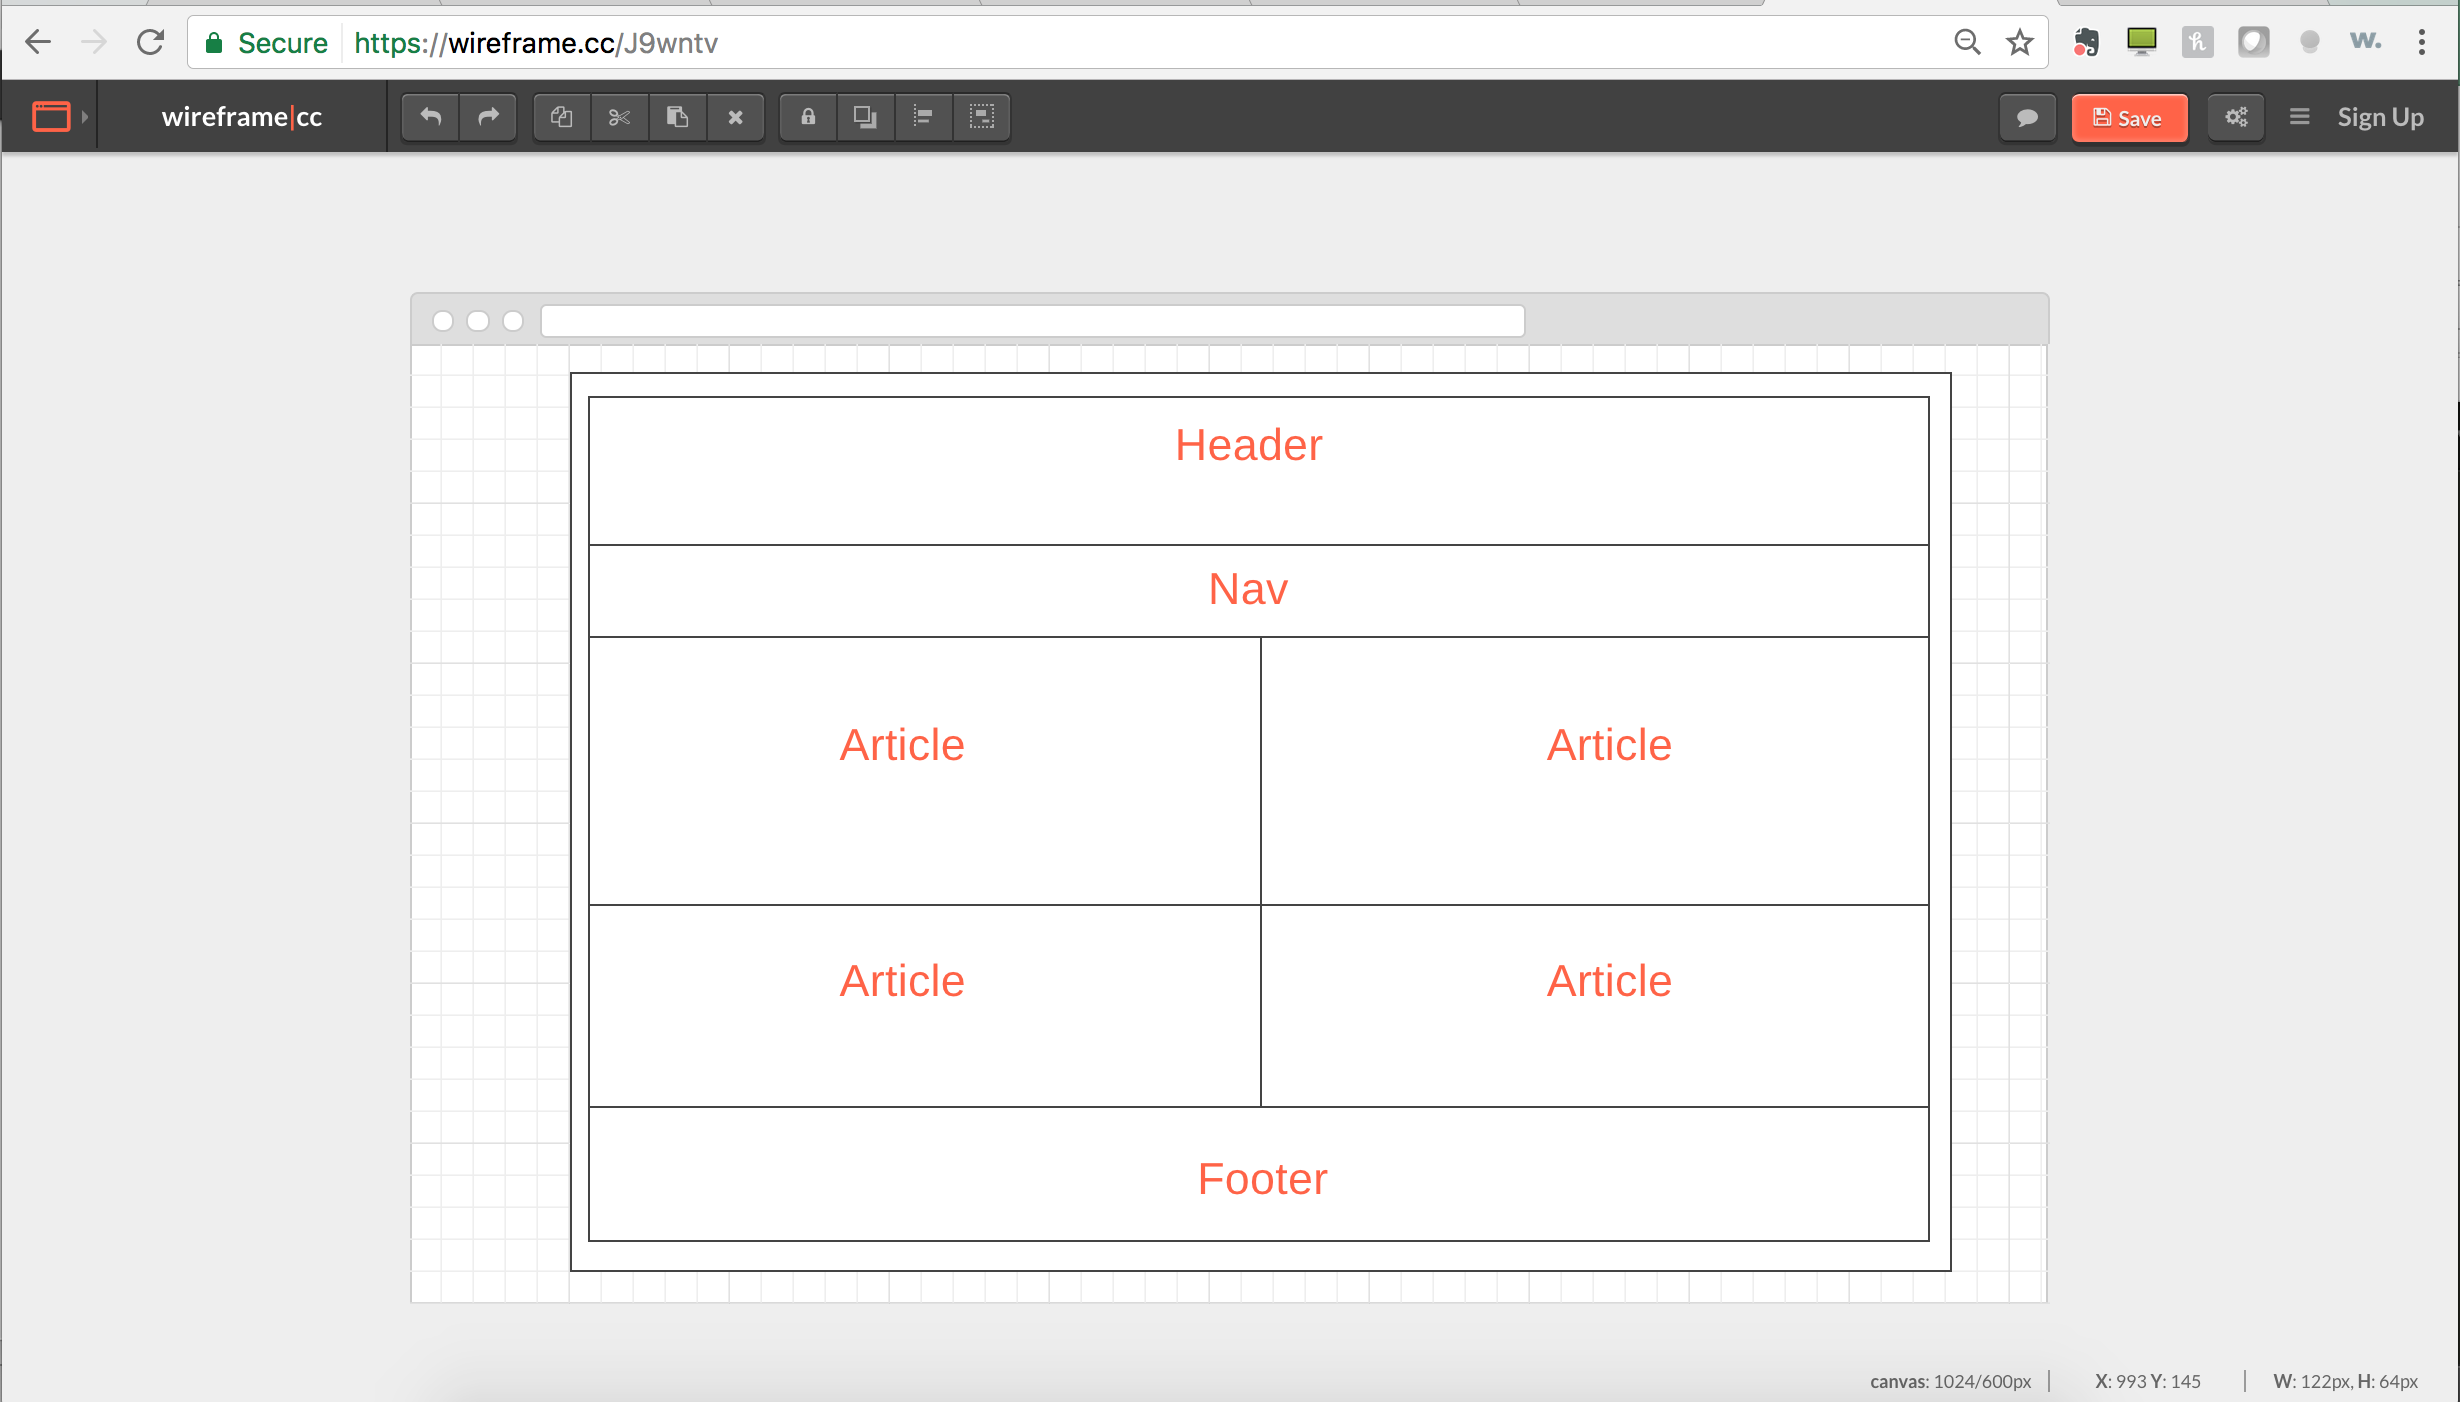 Secure https://wireframe.cc/J9wntv
w.
wireframe|cc
Save
Sign Up
Header
Nav
Article Article
Article Article
Footer
canvas: 1024/600px | X: 993 Y: 145 | W: 122px, H: 64px